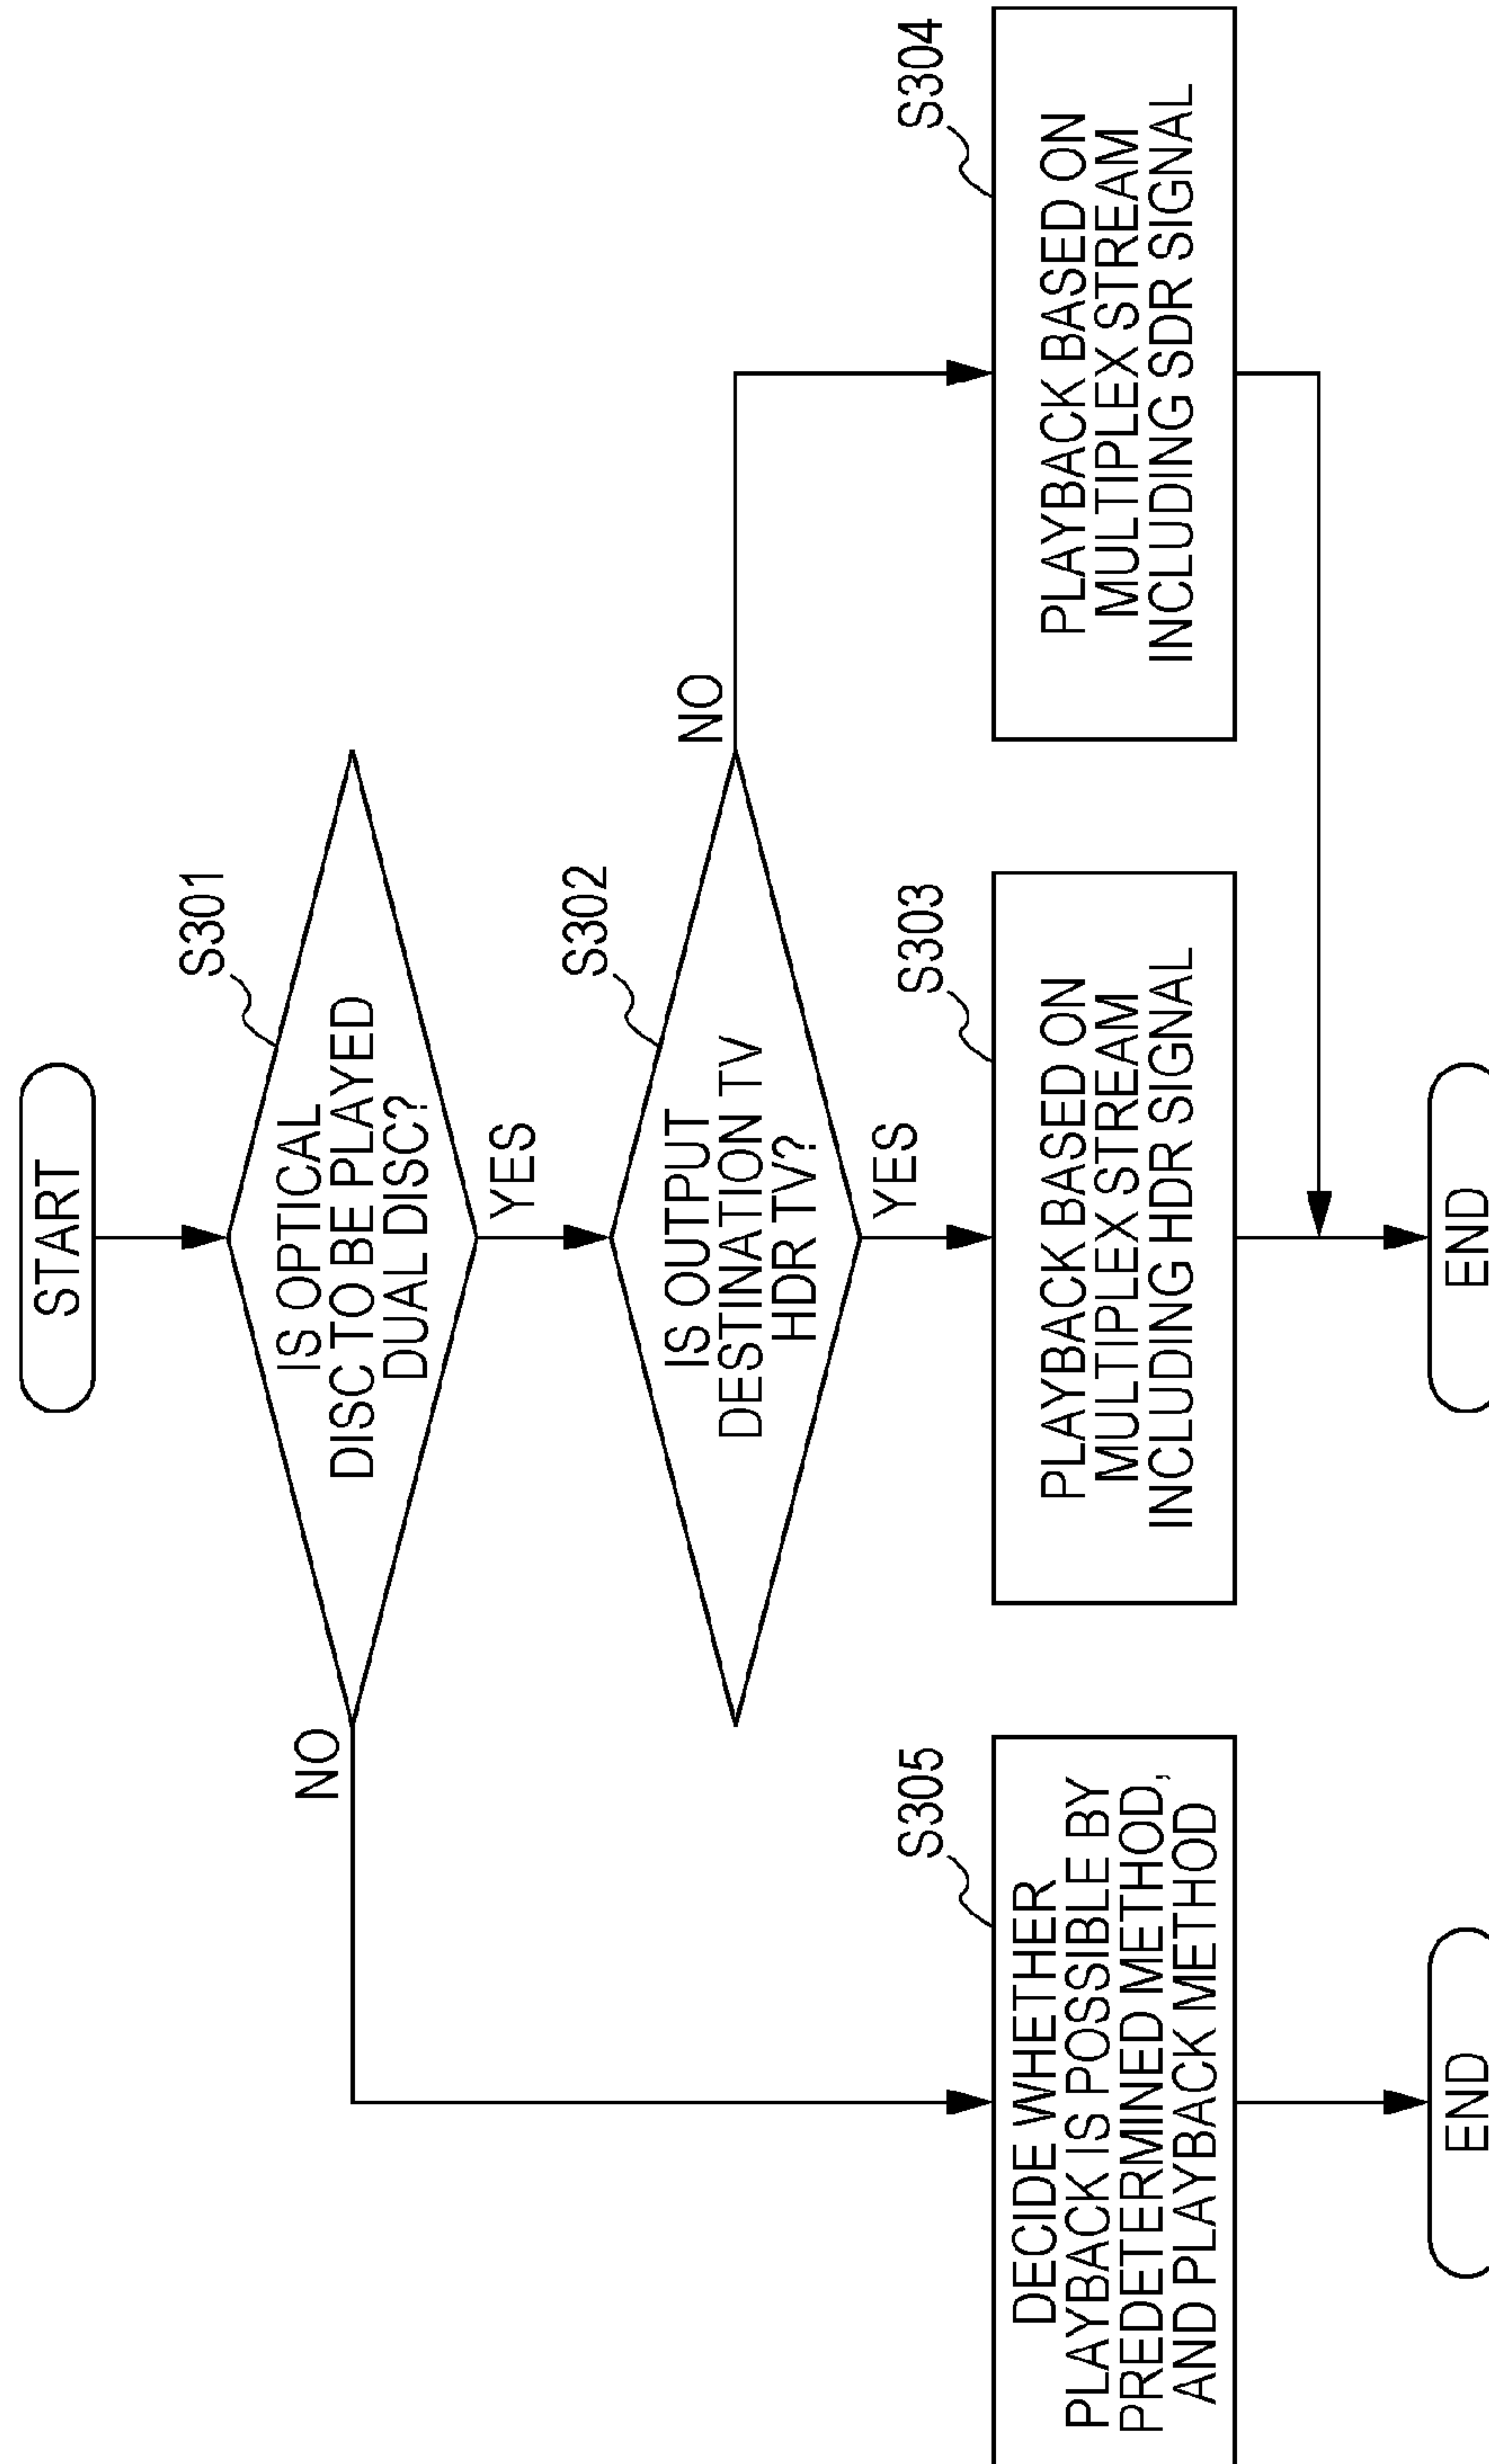 START
S301
IS OPTICAL
DISC TO BE PLAYED
DUAL DISC?
NO
YES
S302
IS OUTPUT
DESTINATION TV
HDR TV?
NO
YES
S305
DECIDE WHETHER
PLAYBACK IS POSSIBLE BY
PREDETERMINED METHOD,
AND PLAYBACK METHOD
S303
PLAYBACK BASED ON
MULTIPLEX STREAM
INCLUDING HDR SIGNAL
S304
PLAYBACK BASED ON
MULTIPLEX STREAM
INCLUDING SDR SIGNAL
END
END